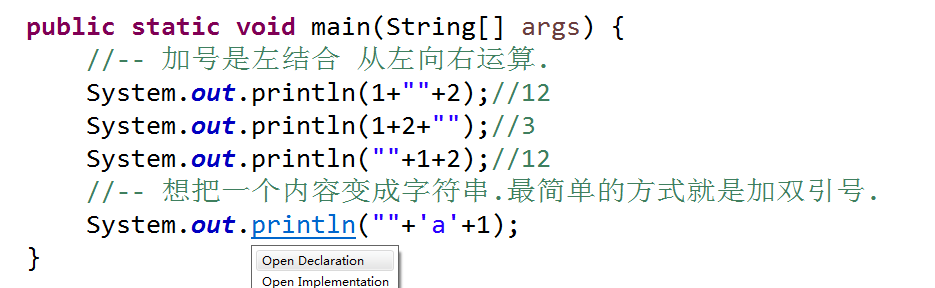 public static void main(String[] args) {
//-- 加号是左结合 从左向右运算.
System.out.println(1+""+2);//12
System.out.println(1+2+"");//3
System.out.println(""+1+2);//12
//-- 想把一个内容变成字符串.最简单的方式就是加双引号.
System.out.println(""+'a'+1);
}
Open Declaration
Open Implementation